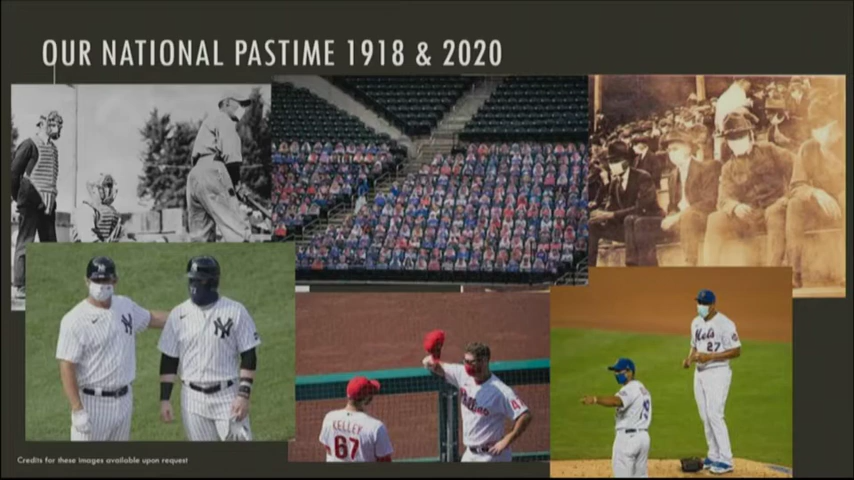 OUR NATIONAL PASTIME 1918 & 2020
NY
NY
Mets
27
Phillies
4
KELLEY
67
Credits for these images available upon request